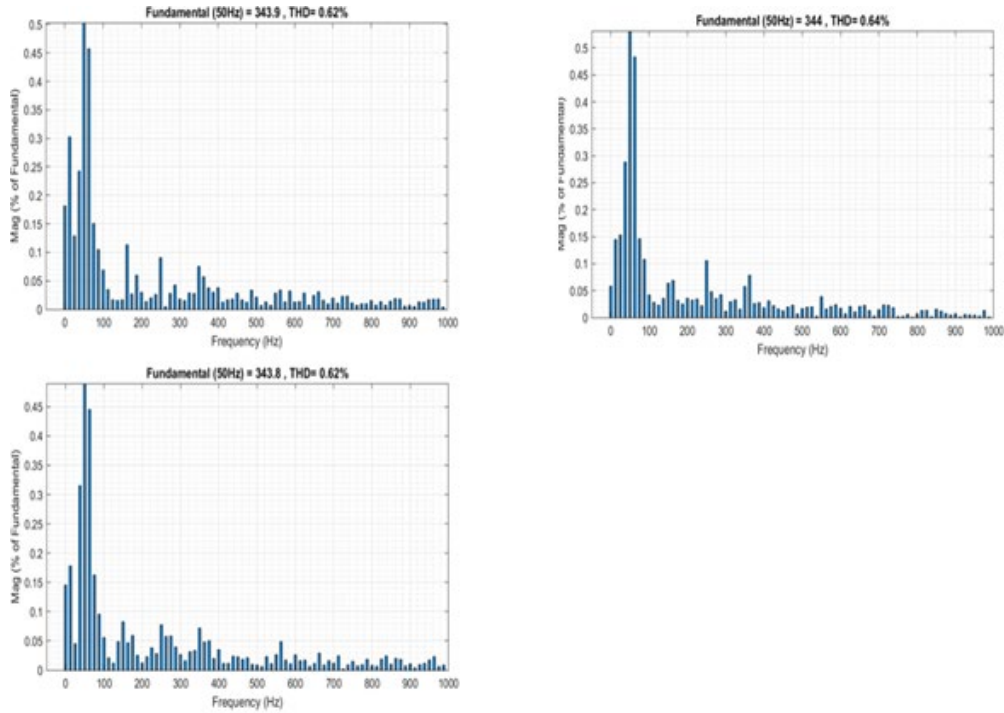 Fundamental (50Hz) = 343.9 , THD= 0.62%
Mag (% of Fundamental)
0.5
0.45
0.4
0.35
0.3
0.25
0.2
0.15
0.1
0.05
0
0 100 200 300 400 500 600 700 800 900 1000
Frequency (Hz)
Fundamental (50Hz) = 344 , THD= 0.64%
Mag (% of Fundamental)
0.5
0.45
0.4
0.35
0.3
0.25
0.2
0.15
0.1
0.05
0
0 100 200 300 400 500 600 700 800 900 1000
Frequency (Hz)
Fundamental (50Hz) = 343.8 , THD= 0.62%
Mag (% of Fundamental)
0.45
0.4
0.35
0.3
0.25
0.2
0.15
0.1
0.05
0
0 100 200 300 400 500 600 700 800 900 1000
Frequency (Hz)